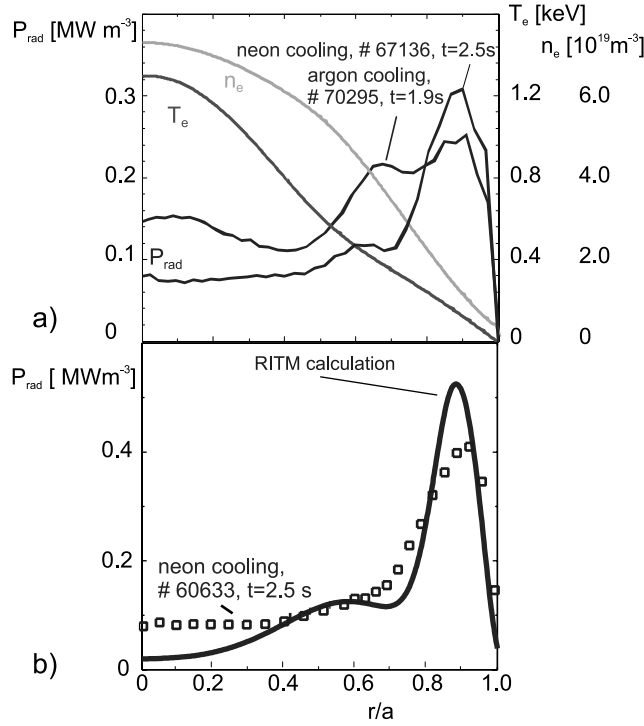 P_rad [MW m⁻³]
T_e [keV]
n_e [10¹⁹m⁻³]
neon cooling, # 67136, t=2.5s
argon cooling,
# 70295, t=1.9s
n_e
T_e
P_rad
0.3
0.2
0.1
0
1.2
0.8
0.4
0
6.0
4.0
2.0
0
a)
P_rad [ MWm⁻³]
RITM calculation
neon cooling,
# 60633, t=2.5 s
0.4
0.2
0
b)
0.0
0.2
0.4
0.6
0.8
1.0
r/a